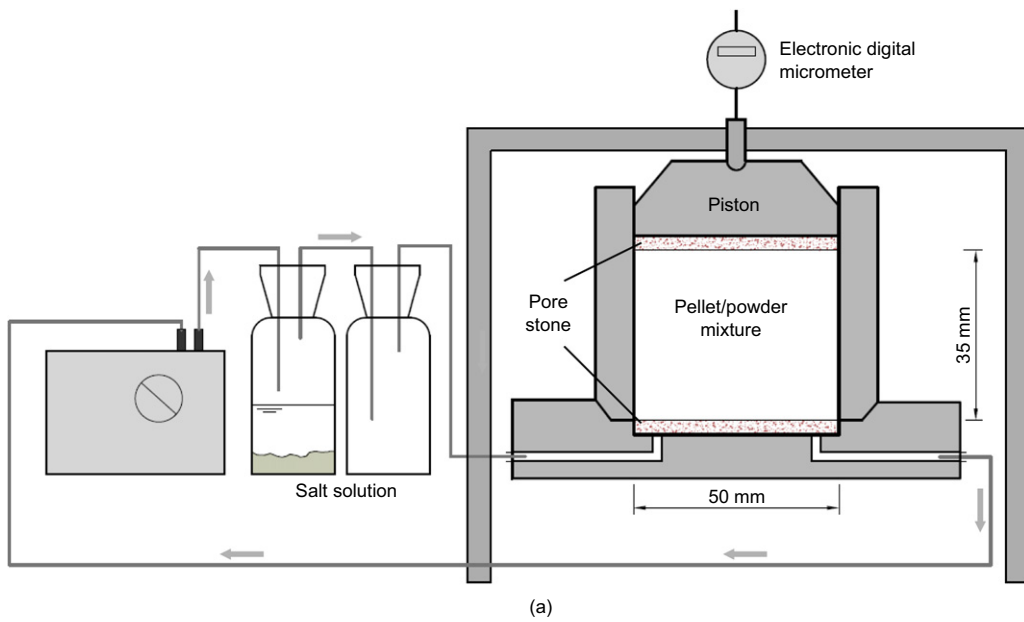 Electronic digital
micrometer
Piston
Pore
stone
Pellet/powder
mixture
35 mm
Salt solution
50 mm
(a)